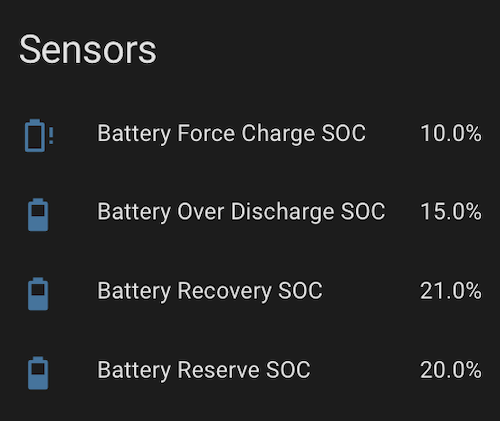 Sensors
Battery Force Charge SOC 10.0%
Battery Over Discharge SOC 15.0%
Battery Recovery SOC 21.0%
Battery Reserve SOC 20.0%